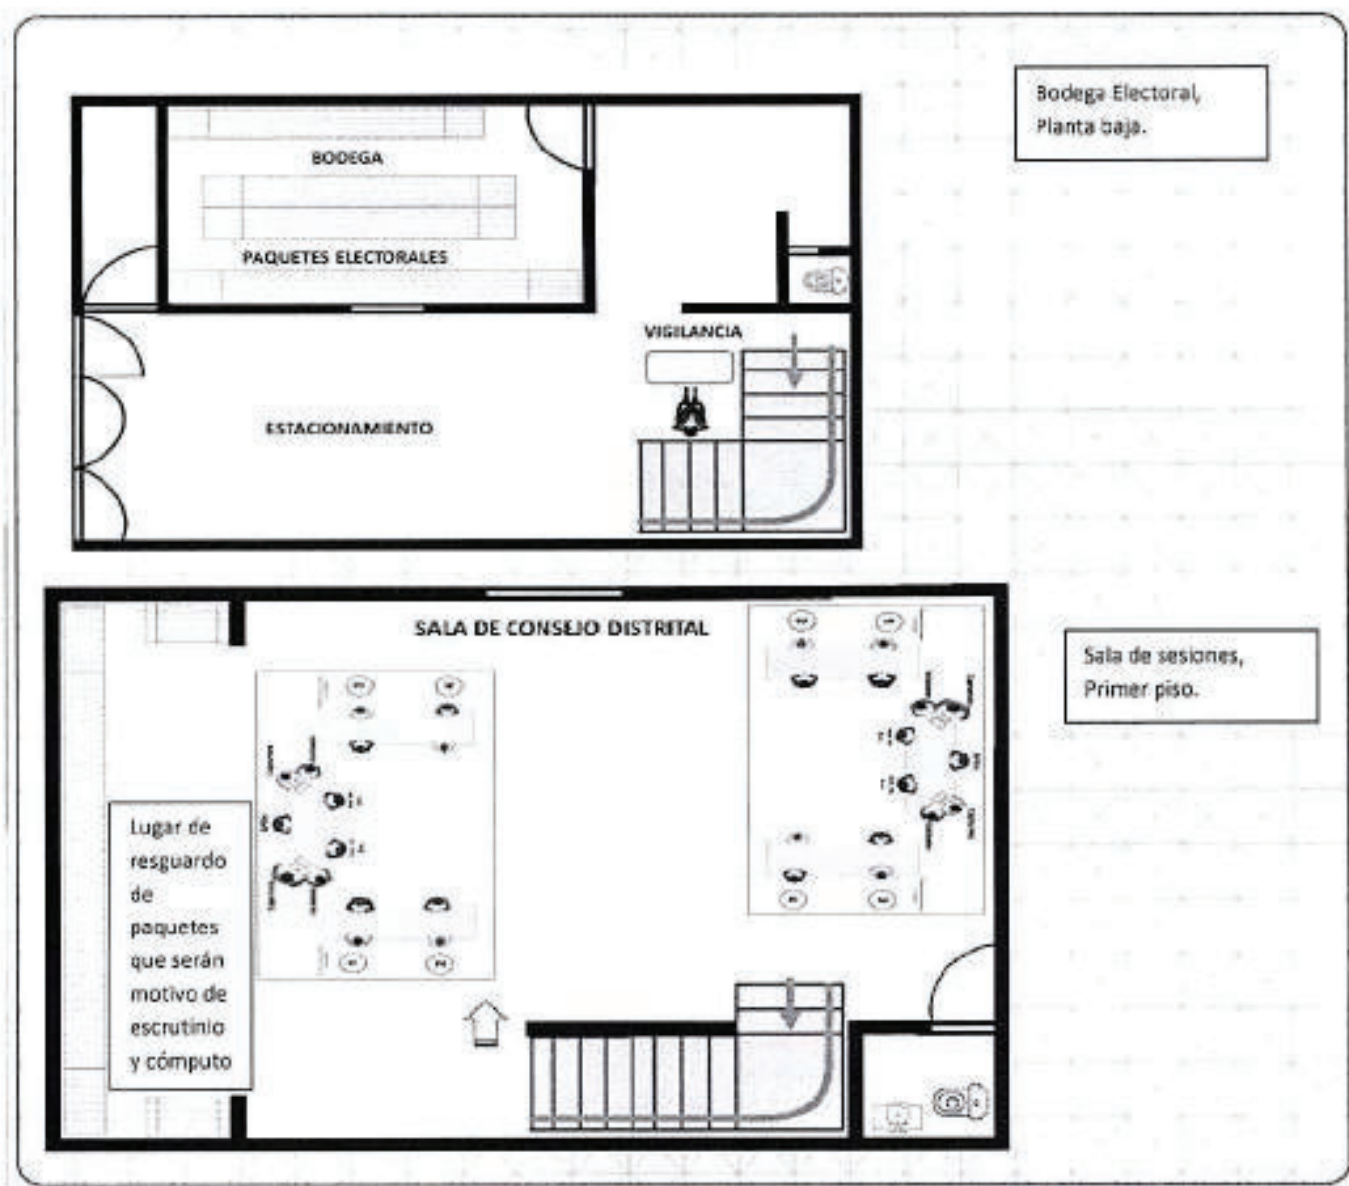 Bodega Electoral,
Planta baja.
BODEGA
PAQUETES ELECTORALES
VIGILANCIA
ESTACIONAMIENTO
SALA DE CONSEJO DISTRITAL
Sala de sesiones,
Primer piso.
Lugar de
resguardo
de
paquetes
que serán
motivo de
escrutinio
y cómputo